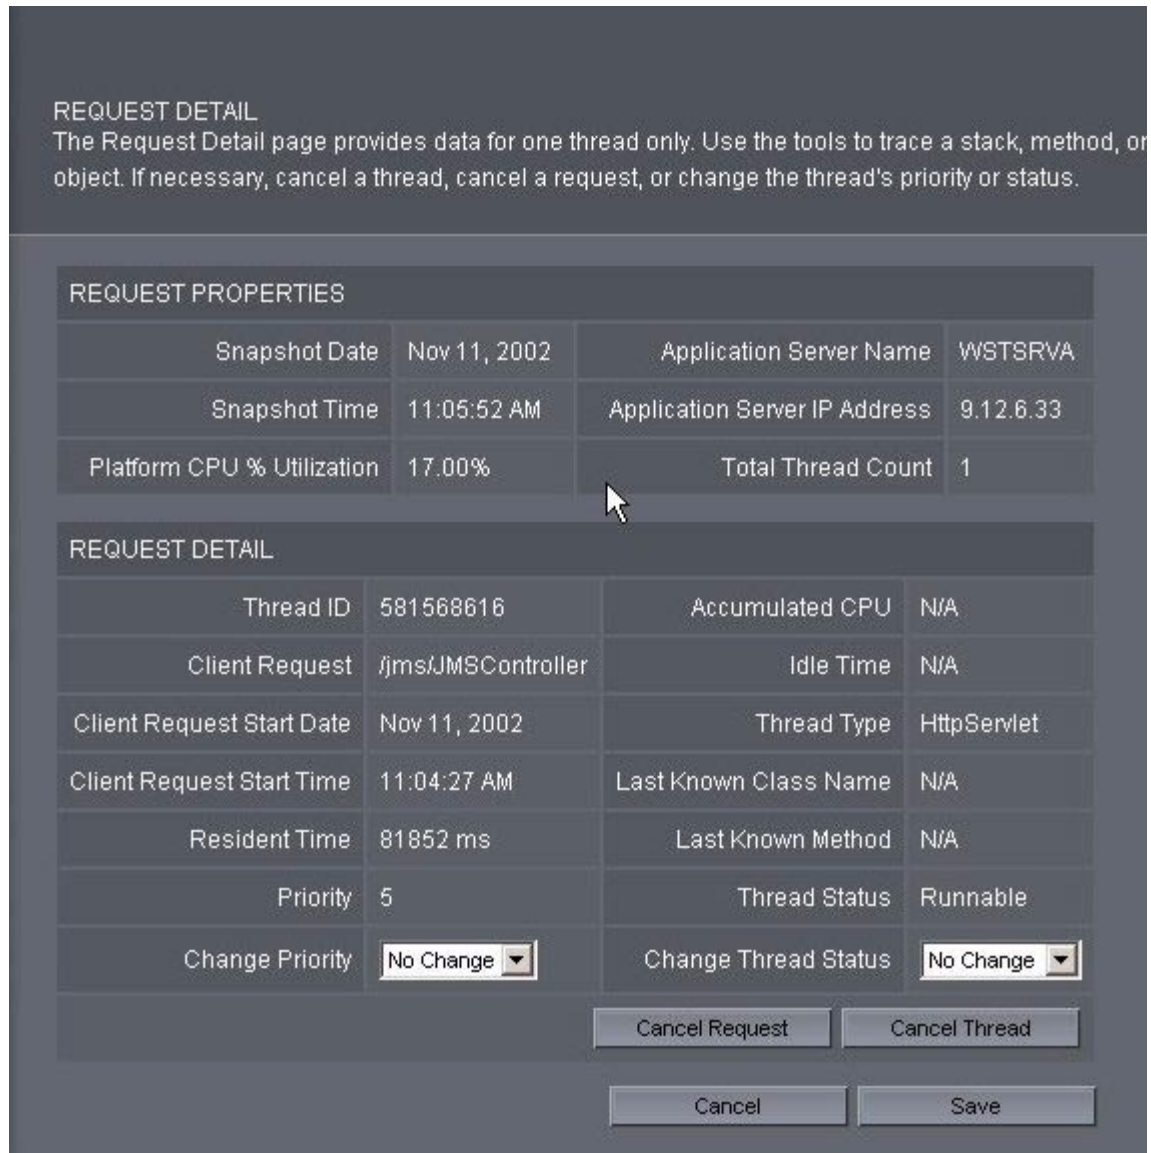 REQUEST DETAIL
The Request Detail page provides data for one thread only. Use the tools to trace a stack, method, or
object. If necessary, cancel a thread, cancel a request, or change the thread's priority or status.
REQUEST PROPERTIES
Snapshot Date Nov 11, 2002 Application Server Name WSTSRVA
Snapshot Time 11:05:52 AM Application Server IP Address 9.12.6.33
Platform CPU % Utilization 17.00% Total Thread Count 1
REQUEST DETAIL
Thread ID 581568616 Accumulated CPU N/A
Client Request /jms/JMSController Idle Time N/A
Client Request Start Date Nov 11, 2002 Thread Type HttpServlet
Client Request Start Time 11:04:27 AM Last Known Class Name N/A
Resident Time 81852 ms Last Known Method N/A
Priority 5 Thread Status Runnable
Change Priority No Change Change Thread Status No Change
Cancel Request Cancel Thread
Cancel Save